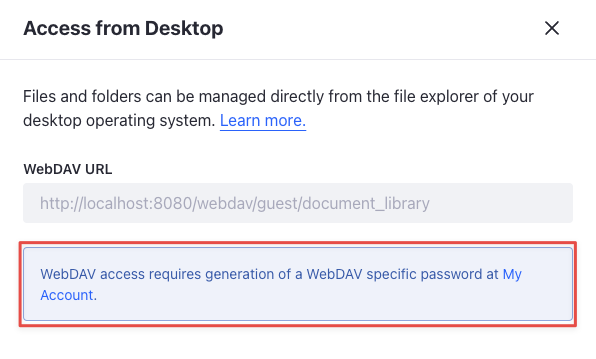 Access from Desktop
Files and folders can be managed directly from the file explorer of your
desktop operating system. Learn more.
WebDAV URL
http://localhost:8080/webdav/guest/document_library
WebDAV access requires generation of a WebDAV specific password at My
Account.